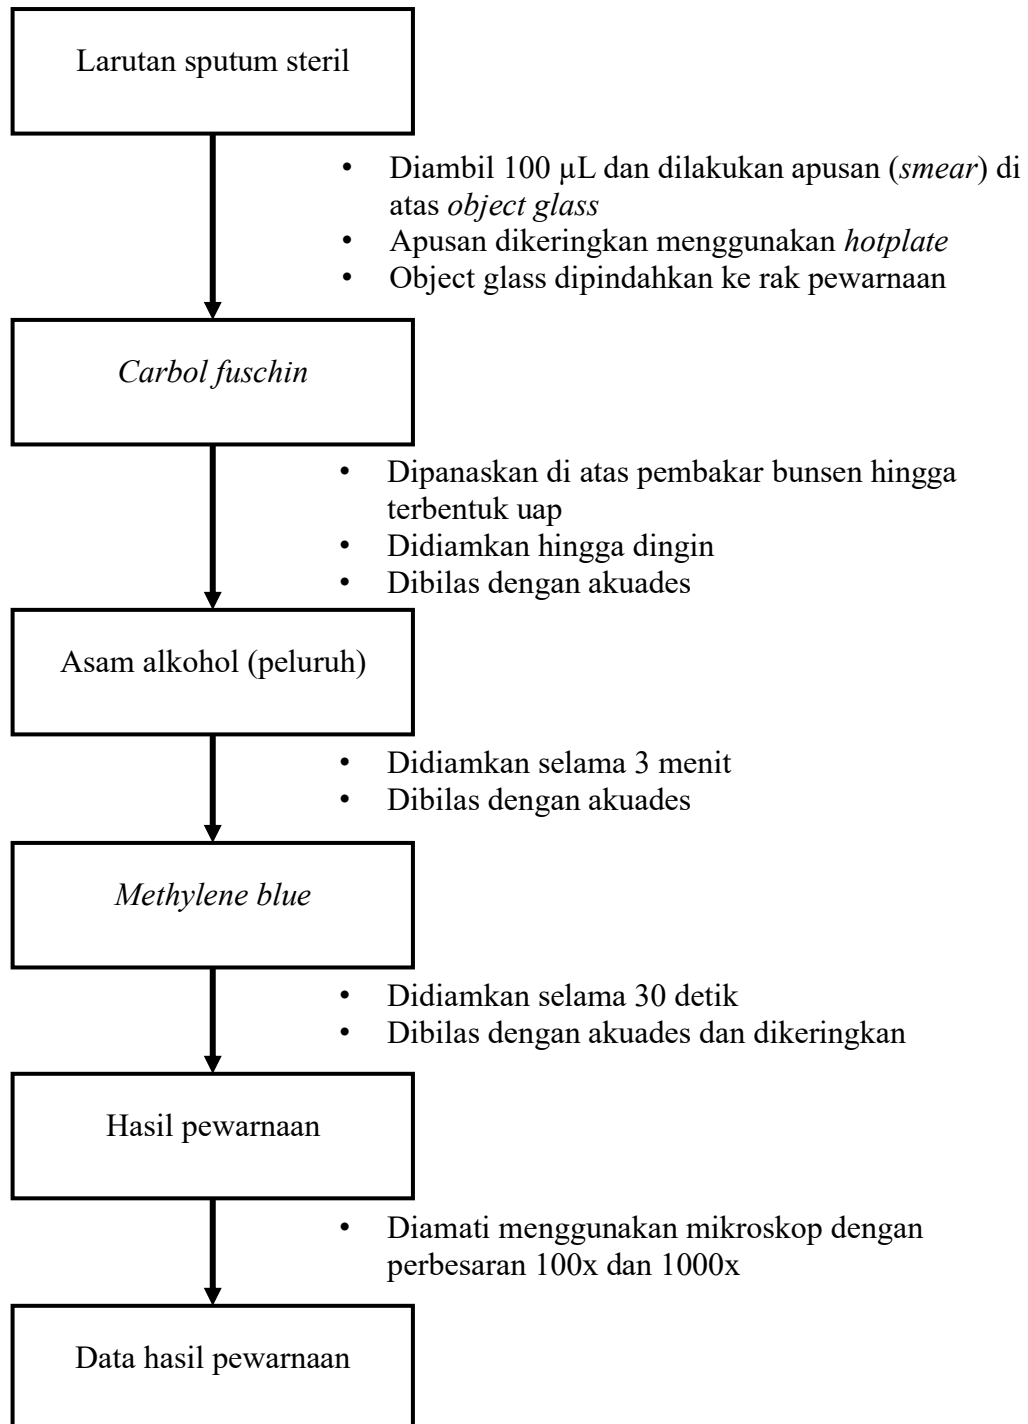 Larutan sputum steril
• Diambil 100 µL dan dilakukan apusan (smear) di
atas object glass
• Apusan dikeringkan menggunakan hotplate
• Object glass dipindahkan ke rak pewarnaan
Carbol fuschin
• Dipanaskan di atas pembakar bunsen hingga
terbentuk uap
• Didiamkan hingga dingin
• Dibilas dengan akuades
Asam alkohol (peluruh)
• Didiamkan selama 3 menit
• Dibilas dengan akuades
Methylene blue
• Didiamkan selama 30 detik
• Dibilas dengan akuades dan dikeringkan
Hasil pewarnaan
• Diamati menggunakan mikroskop dengan
perbesaran 100x dan 1000x
Data hasil pewarnaan